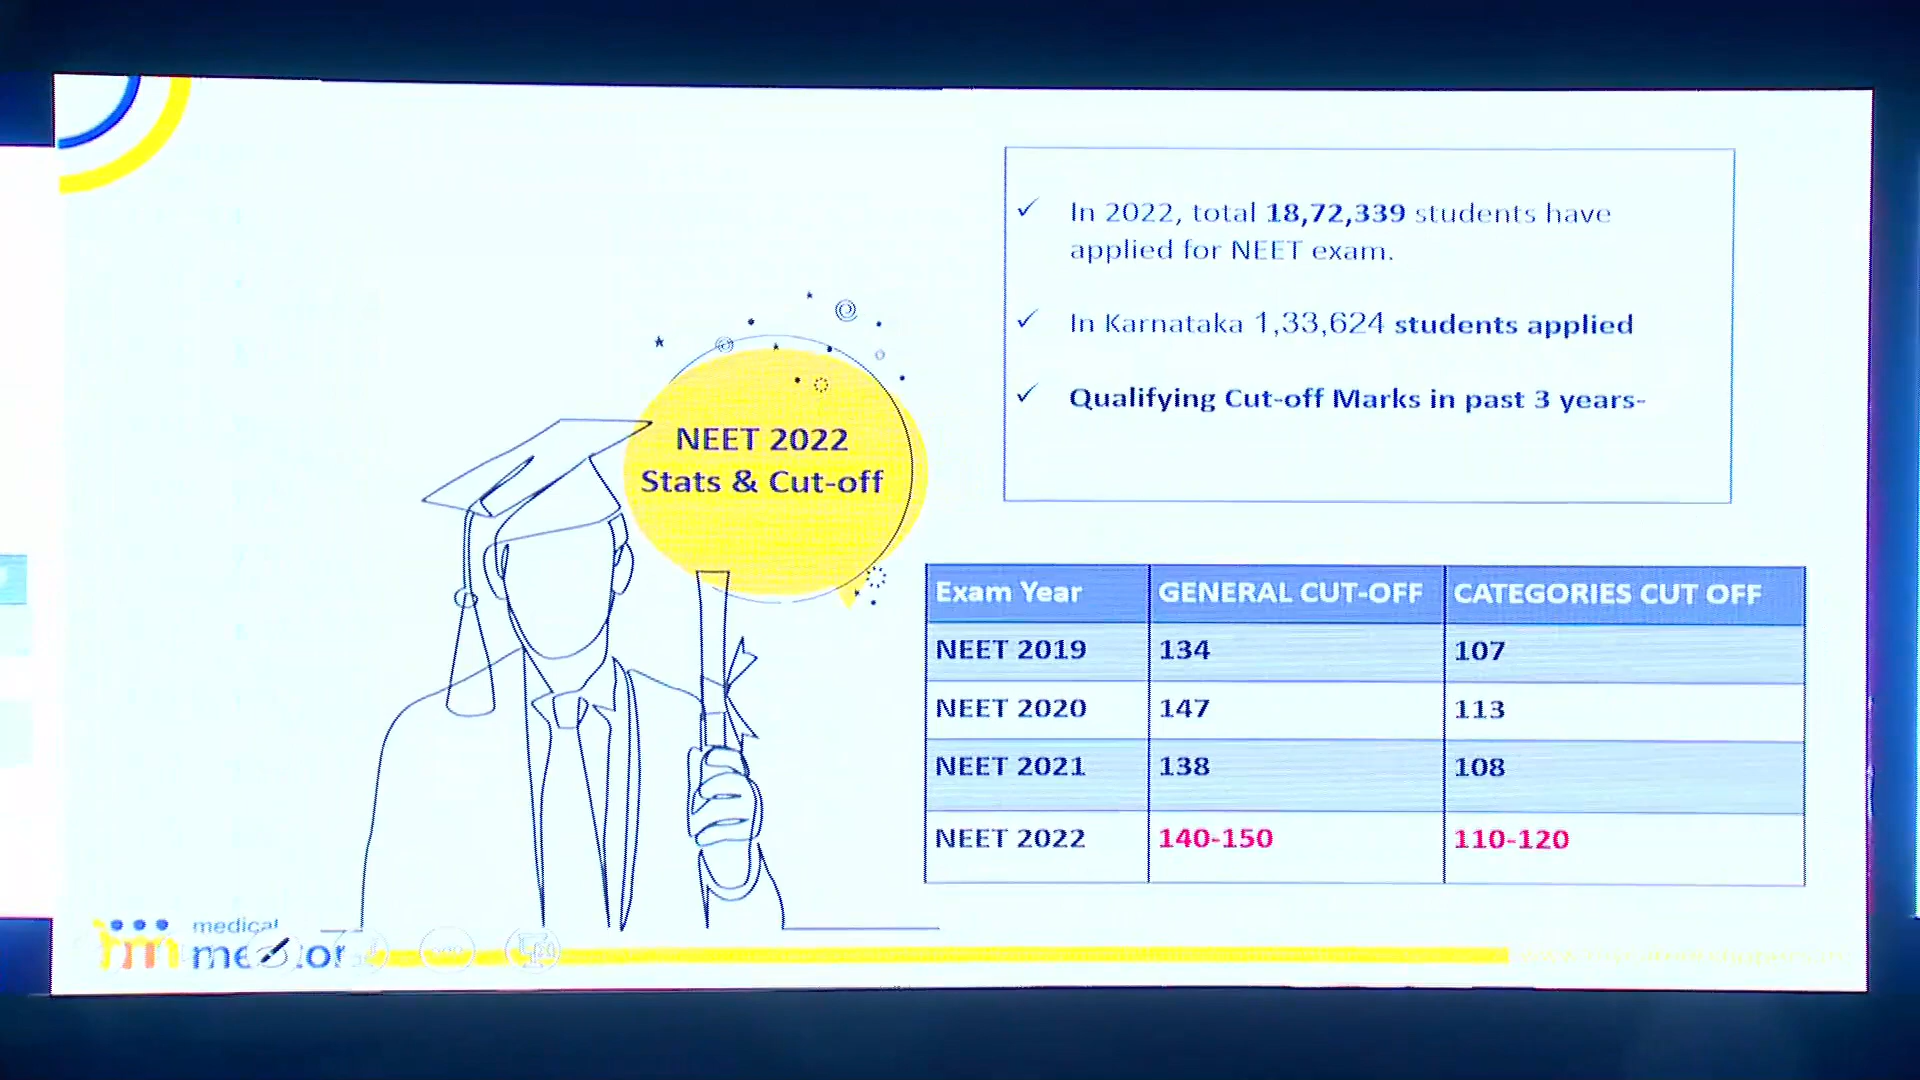 In 2022, total 18,72,339 students have
applied for NEET exam.
In Karnataka 1,33,624 students applied
Qualifying Cut-off Marks in past 3 years-
NEET 2022
Stats & Cut-off
Exam Year GENERAL CUT-OFF CATEGORIES CUT OFF
NEET 2019 134 107
NEET 2020 147 113
NEET 2021 138 108
NEET 2022 140-150 110-120
medical